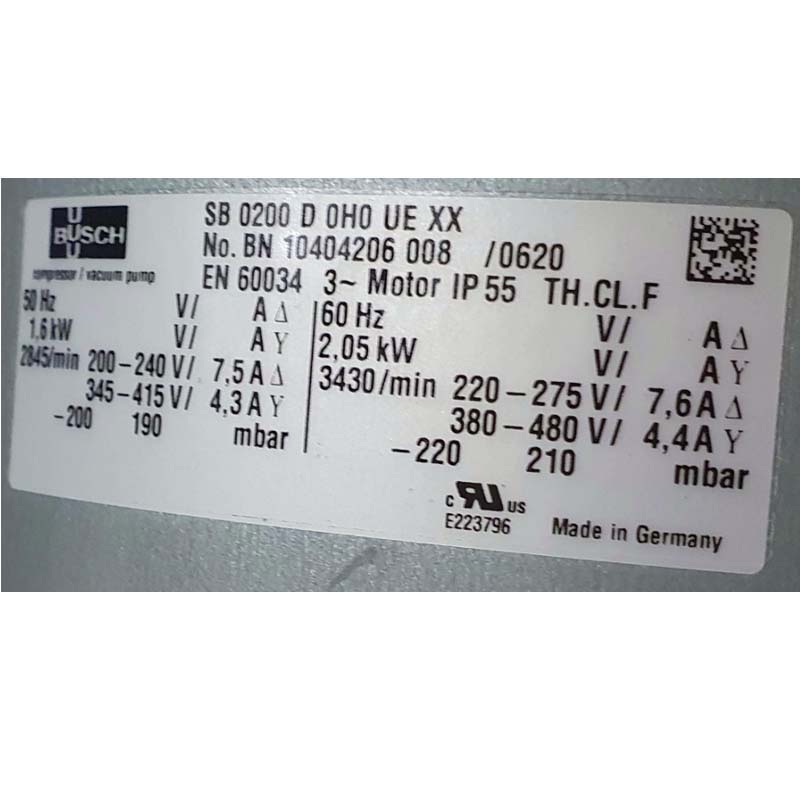 BUSCH
compressor / vacuum pump
SB 0200 D 0H0 UE XX
No. BN 10404206 008 /0620
EN 60034 3~ Motor IP 55 TH.CL.F
50 Hz V/ A Δ
1,6 kW V/ A Y
2845/min 200–240 V/ 7,5 A Δ
345–415 V/ 4,3 A Y
–200 190 mbar
60 Hz V/ A Δ
2,05 kW V/ A Y
3430/min 220–275 V/ 7,6 A Δ
380–480 V/ 4,4 A Y
–220 210 mbar
c RU us
E223796
Made in Germany